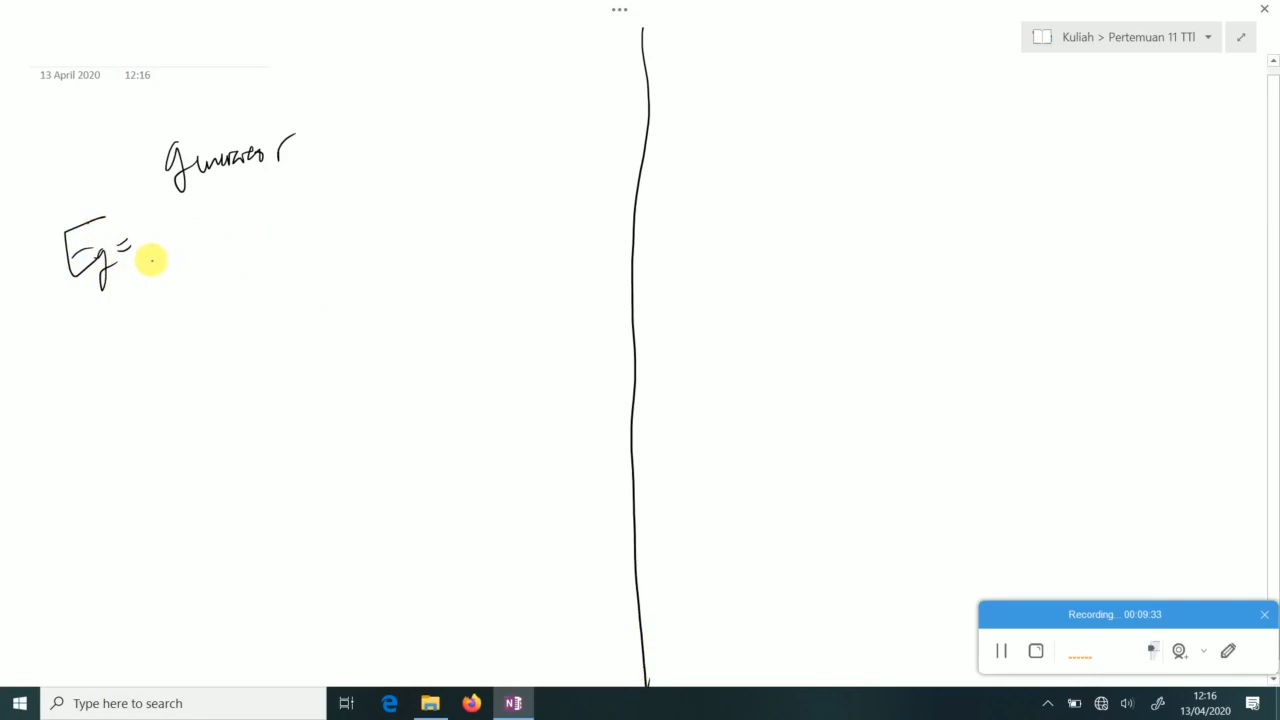 Kuliah > Pertemuan 11 TTl
13 April 2020 12:16
Eg =
Recording... 00:09:33
Type here to search
12:16
13/04/2020